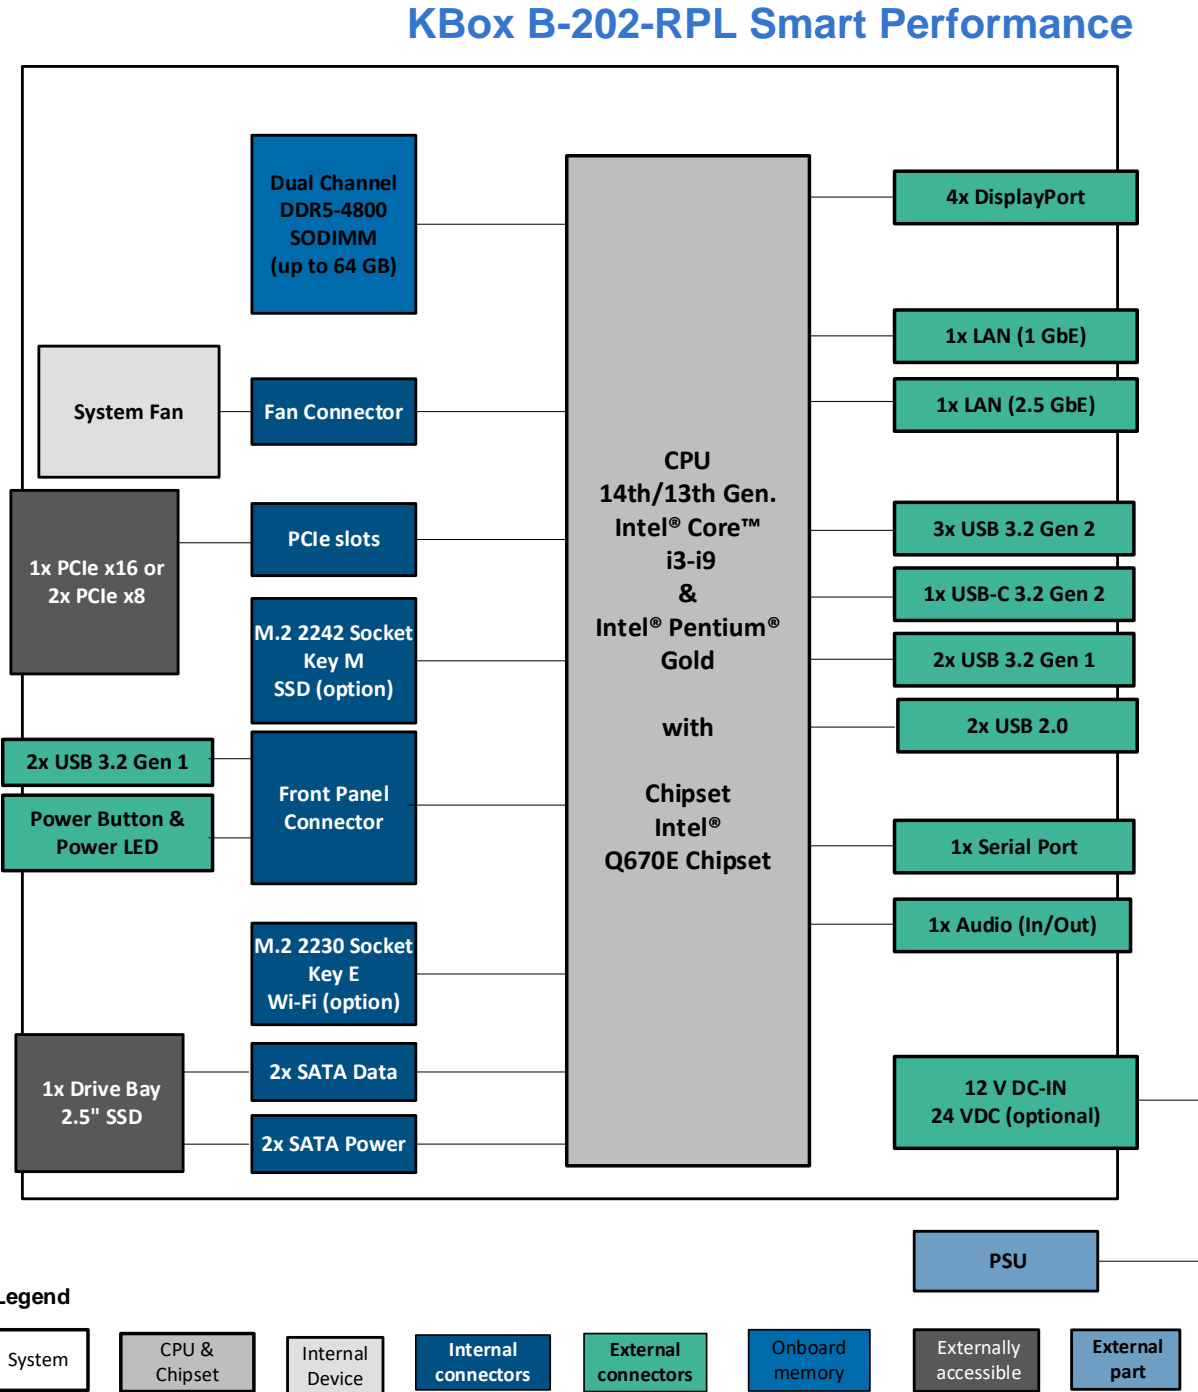 KBox B-202-RPL Smart Performance
Dual Channel
DDR5-4800
SODIMM
(up to 64 GB)
System Fan
Fan Connector
1x PCIe x16 or
2x PCIe x8
PCIe slots
M.2 2242 Socket
Key M
SSD (option)
2x USB 3.2 Gen 1
Power Button &
Power LED
Front Panel
Connector
M.2 2230 Socket
Key E
Wi-Fi (option)
1x Drive Bay
2.5" SSD
2x SATA Data
2x SATA Power
CPU
14th/13th Gen.
Intel® Core™
i3-i9
&
Intel® Pentium®
Gold
with
Chipset
Intel®
Q670E Chipset
4x DisplayPort
1x LAN (1 GbE)
1x LAN (2.5 GbE)
3x USB 3.2 Gen 2
1x USB-C 3.2 Gen 2
2x USB 3.2 Gen 1
2x USB 2.0
1x Serial Port
1x Audio (In/Out)
12 V DC-IN
24 VDC (optional)
PSU
Legend
System
CPU &
Chipset
Internal
Device
Internal
connectors
External
connectors
Onboard
memory
Externally
accessible
External
part